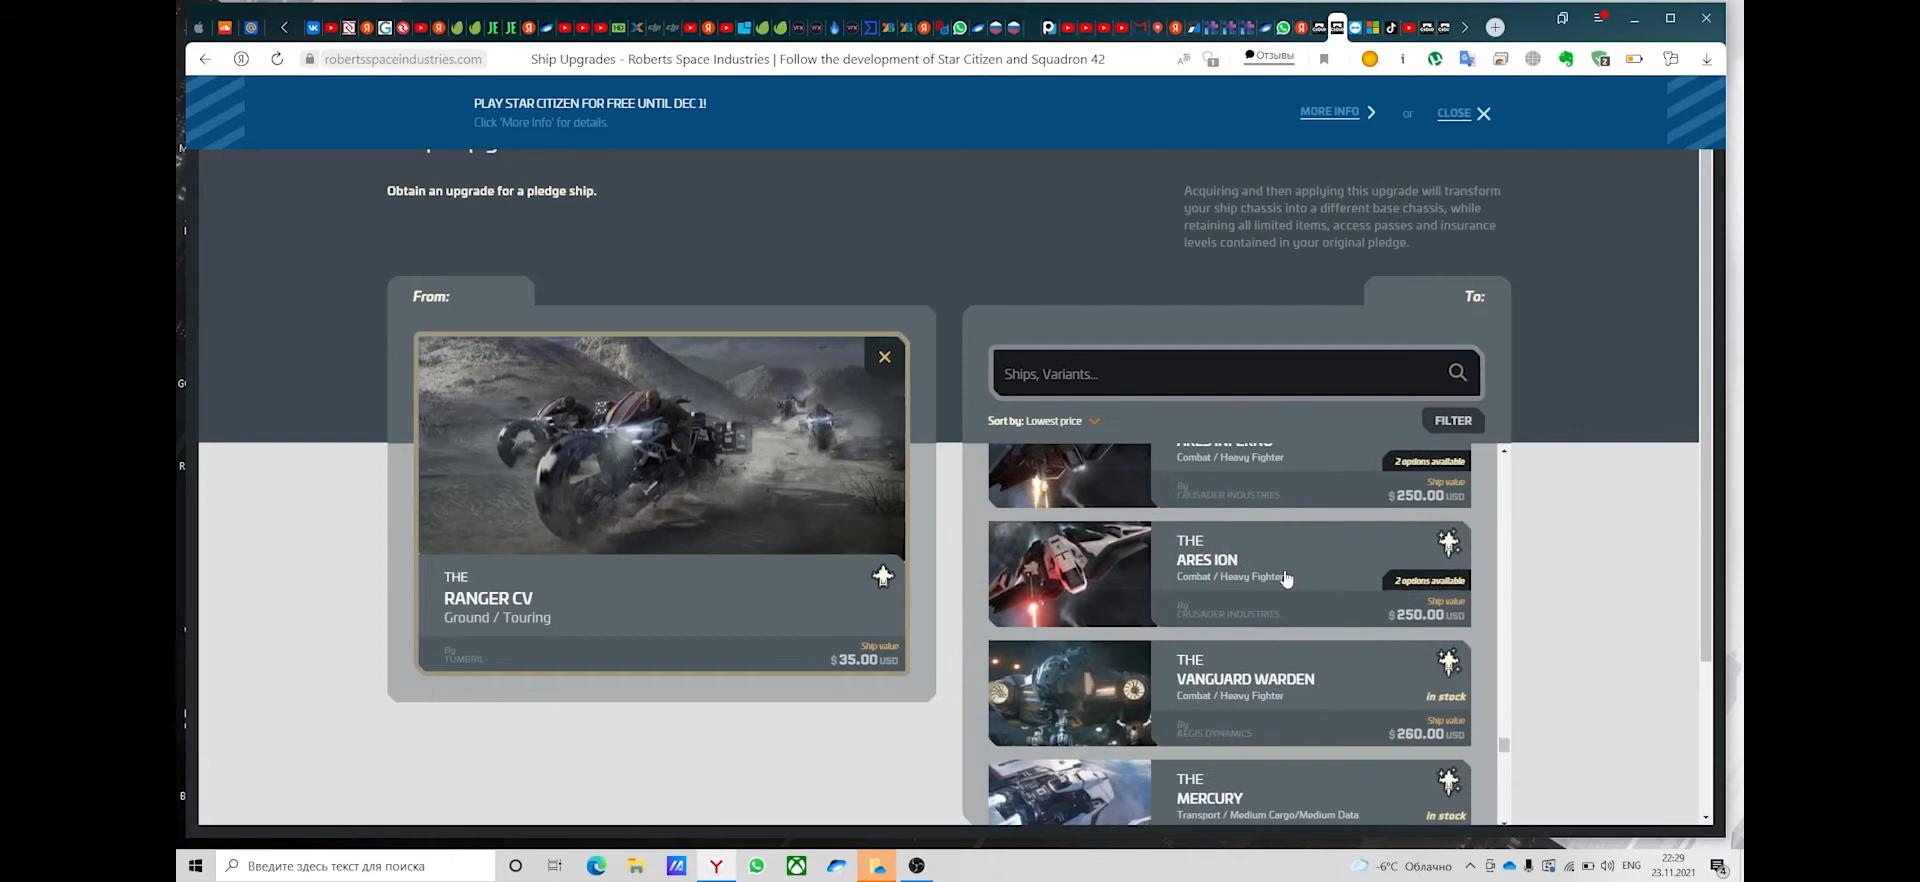 robertsspaceindustries.com
Ship Upgrades - Roberts Space Industries | Follow the development of Star Citizen and Squadron 42
Отзывы
PLAY STAR CITIZEN FOR FREE UNTIL DEC 1!
Click 'More Info' for details.
MORE INFO
or
CLOSE
Obtain an upgrade for a pledge ship.
Acquiring and then applying this upgrade will transform
your ship chassis into a different base chassis, while
retaining all limited items, access passes and insurance
levels contained in your original pledge.
From:
THE
RANGER CV
Ground / Touring
By
TUMBRIL
Ship value
$35.00 USD
To:
Ships, Variants...
Sort by: Lowest price
FILTER
ARES INFERNO
Combat / Heavy Fighter
2 options available
By
CRUSADER INDUSTRIES
Ship value
$250.00 USD
THE
ARES ION
Combat / Heavy Fighter
2 options available
By
CRUSADER INDUSTRIES
Ship value
$250.00 USD
THE
VANGUARD WARDEN
Combat / Heavy Fighter
in stock
By
AEGIS DYNAMICS
Ship value
$260.00 USD
THE
MERCURY
Transport / Medium Cargo/Medium Data
in stock
Введите здесь текст для поиска
-6°C Облачно
ENG
22:29
23.11.2021